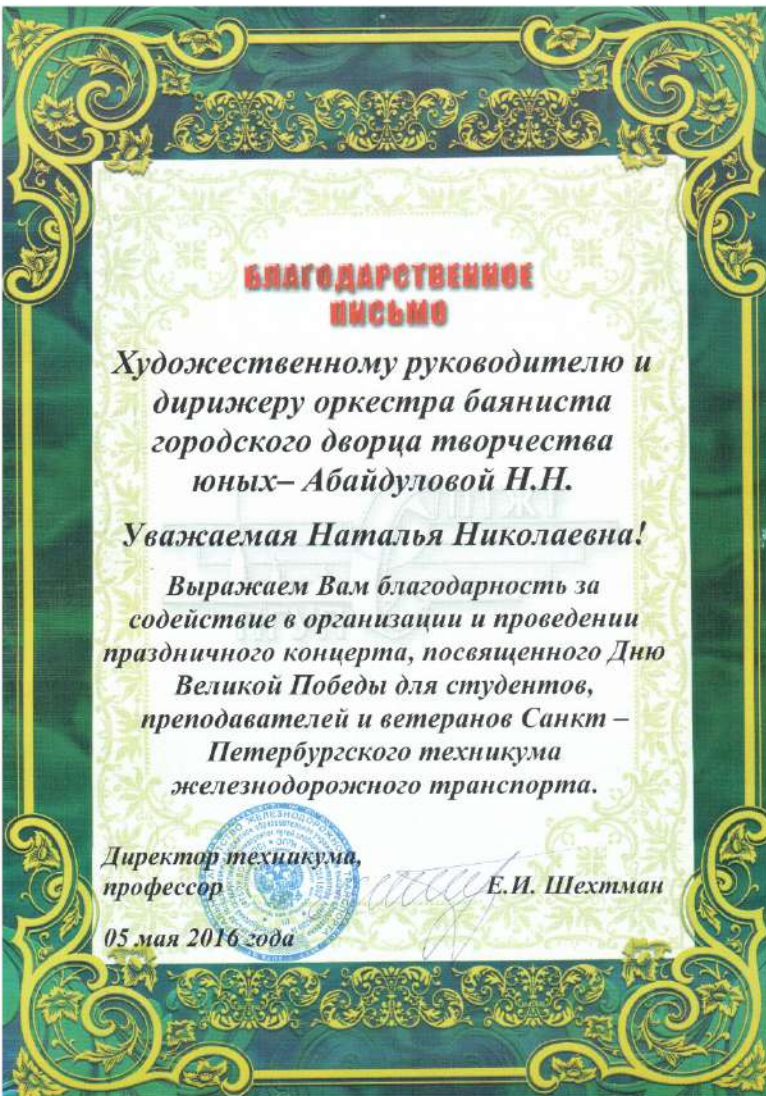 БЛАГОДАРСТВЕННОЕ
ПИСЬМО
Художественному руководителю и
дирижеру оркестра баяниста
городского дворца творчества
юных– Абайдуловой Н.Н.
Уважаемая Наталья Николаевна!
Выражаем Вам благодарность за
содействие в организации и проведении
праздничного концерта, посвященного Дню
Великой Победы для студентов,
преподавателей и ветеранов Санкт –
Петербургского техникума
железнодорожного транспорта.
Директор техникума,
профессор Е.И. Шехтман
05 мая 2016 года